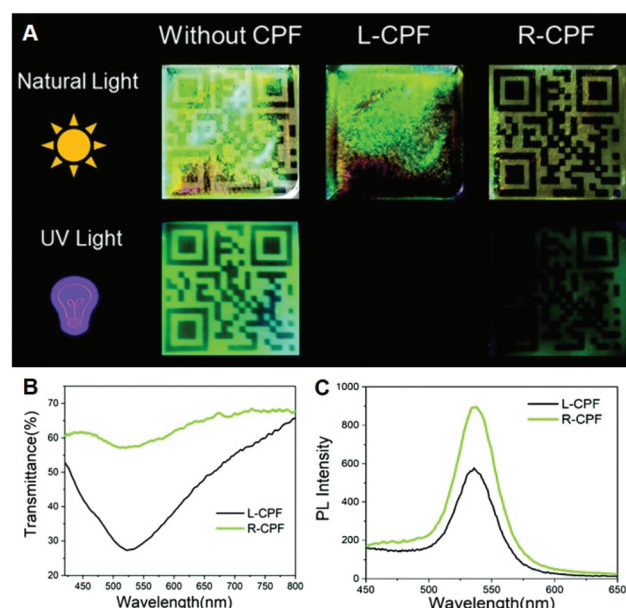 A
Without CPF L-CPF R-CPF
Natural Light
UV Light
B
Transmittance(%)
70
60
50
40
30
20
L-CPF
R-CPF
450 500 550 600 650 700 750 800
Wavelength(nm)
C
PL Intensity
1000
800
600
400
200
0
L-CPF
R-CPF
450 500 550 600 650
Wavelength(nm)